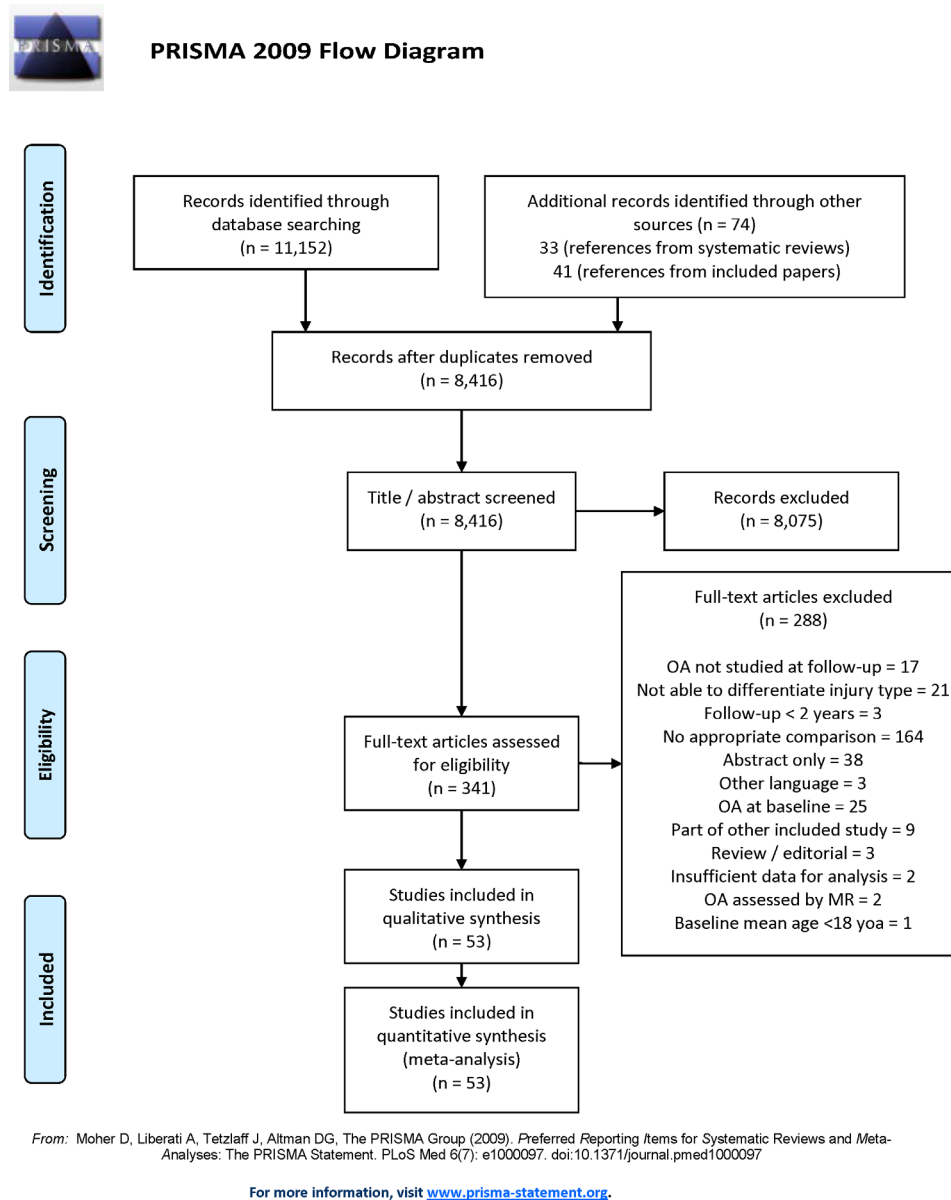 PRISMA
PRISMA 2009 Flow Diagram
Identification
Records identified through
database searching
(n = 11,152)
Additional records identified through other
sources (n = 74)
33 (references from systematic reviews)
41 (references from included papers)
Records after duplicates removed
(n = 8,416)
Screening
Title / abstract screened
(n = 8,416)
Records excluded
(n = 8,075)
Eligibility
Full-text articles assessed
for eligibility
(n = 341)
Full-text articles excluded
(n = 288)
OA not studied at follow-up = 17
Not able to differentiate injury type = 21
Follow-up < 2 years = 3
No appropriate comparison = 164
Abstract only = 38
Other language = 3
OA at baseline = 25
Part of other included study = 9
Review / editorial = 3
Insufficient data for analysis = 2
OA assessed by MR = 2
Baseline mean age <18 yoa = 1
Included
Studies included in
qualitative synthesis
(n = 53)
Studies included in
quantitative synthesis
(meta-analysis)
(n = 53)
From: Moher D, Liberati A, Tetzlaff J, Altman DG, The PRISMA Group (2009). Preferred Reporting Items for Systematic Reviews and Meta-
Analyses: The PRISMA Statement. PLoS Med 6(7): e1000097. doi:10.1371/journal.pmed1000097
For more information, visit www.prisma-statement.org.